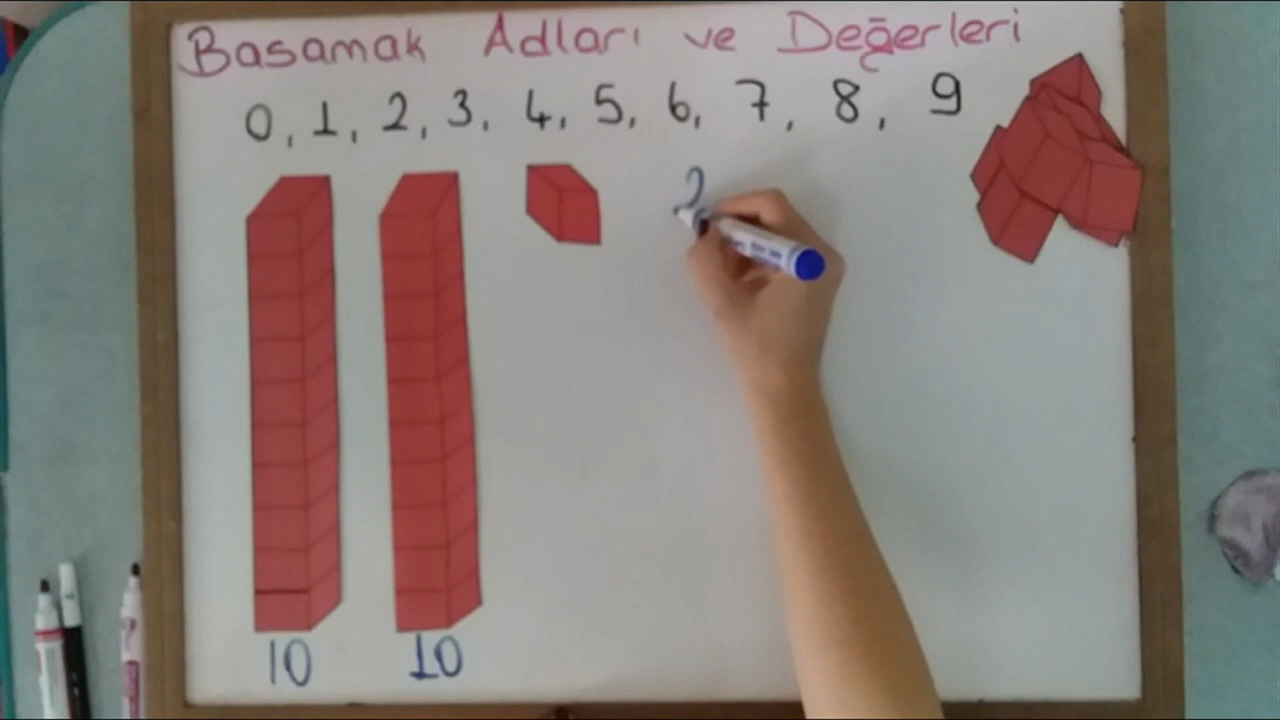 Basamak Adları ve Değerleri
0, 1, 2, 3, 4, 5, 6, 7, 8, 9
2
10 10